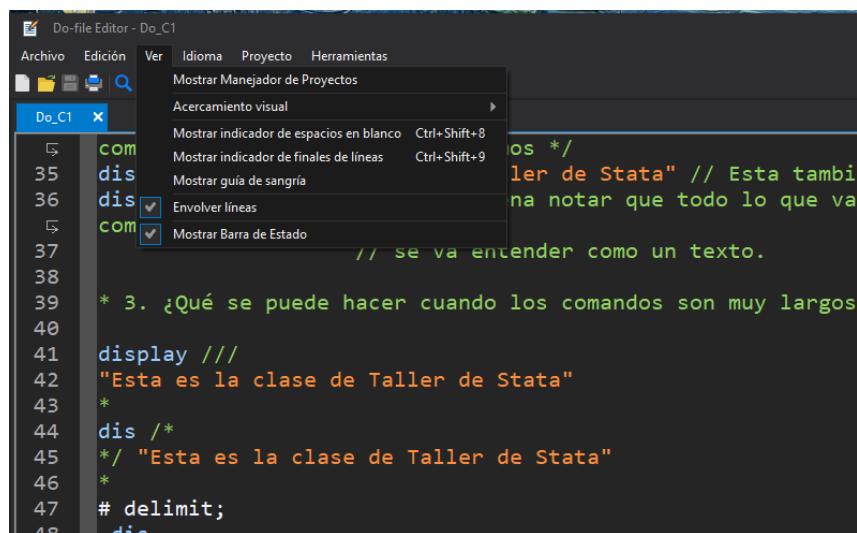 Do-file Editor - Do_C1
Archivo Edición Ver Idioma Proyecto Herramientas
Mostrar Manejador de Proyectos
Acercamiento visual
Mostrar indicador de espacios en blanco Ctrl+Shift+8
Mostrar indicador de finales de líneas Ctrl+Shift+9
Mostrar guía de sangría
Envolver líneas
Mostrar Barra de Estado
Do_C1
com os */
35 dis ler de Stata" // Esta tambi
36 dis na notar que todo lo que va
com
37 // se va entender como un texto.
38
39 * 3. ¿Qué se puede hacer cuando los comandos son muy largos
40
41 display ///
42 "Esta es la clase de Taller de Stata"
43 *
44 dis /*
45 */ "Esta es la clase de Taller de Stata"
46 *
47 # delimit;
48 dis